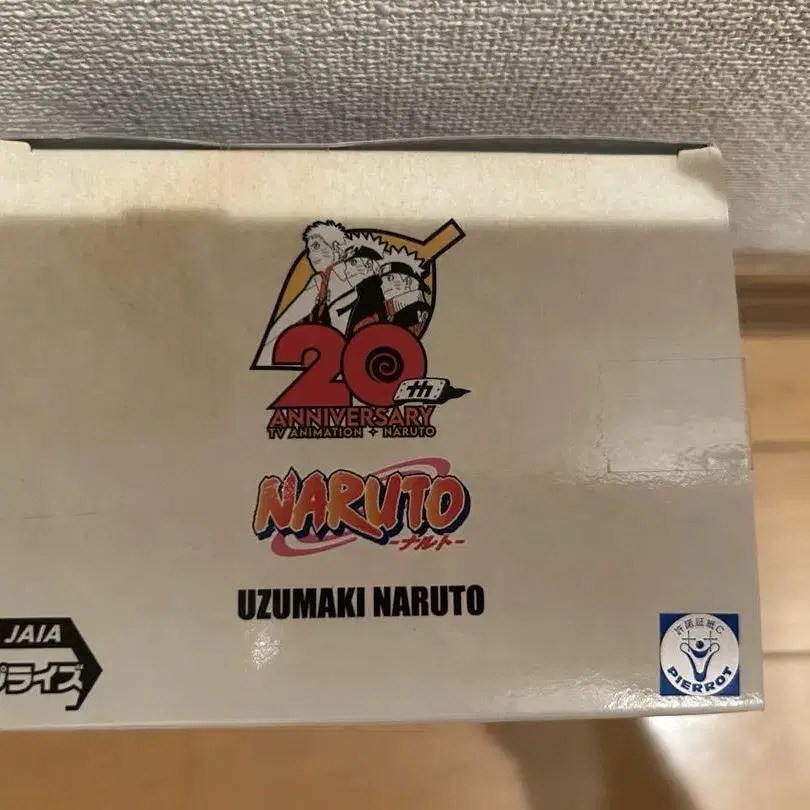 20th
ANNIVERSARY
TV ANIMATION ✦ NARUTO
NARUTO
-ナルト-
UZUMAKI NARUTO
JAIA
プライズ
許諾証紙C
PIERROT